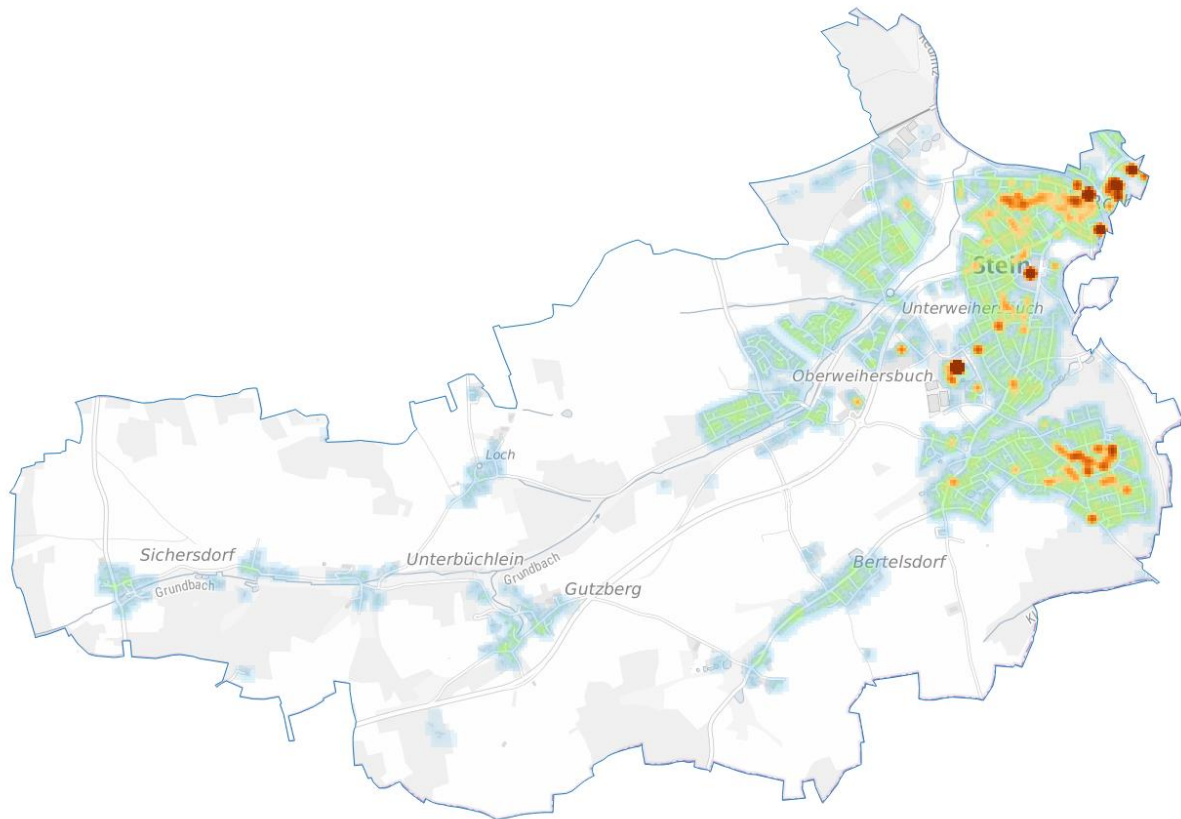 Stein
Unterweihersbuch
Oberweihersbuch
Loch
Sichersdorf
Unterbüchlein
Grundbach
Grundbach
Gutzberg
Bertelsdorf